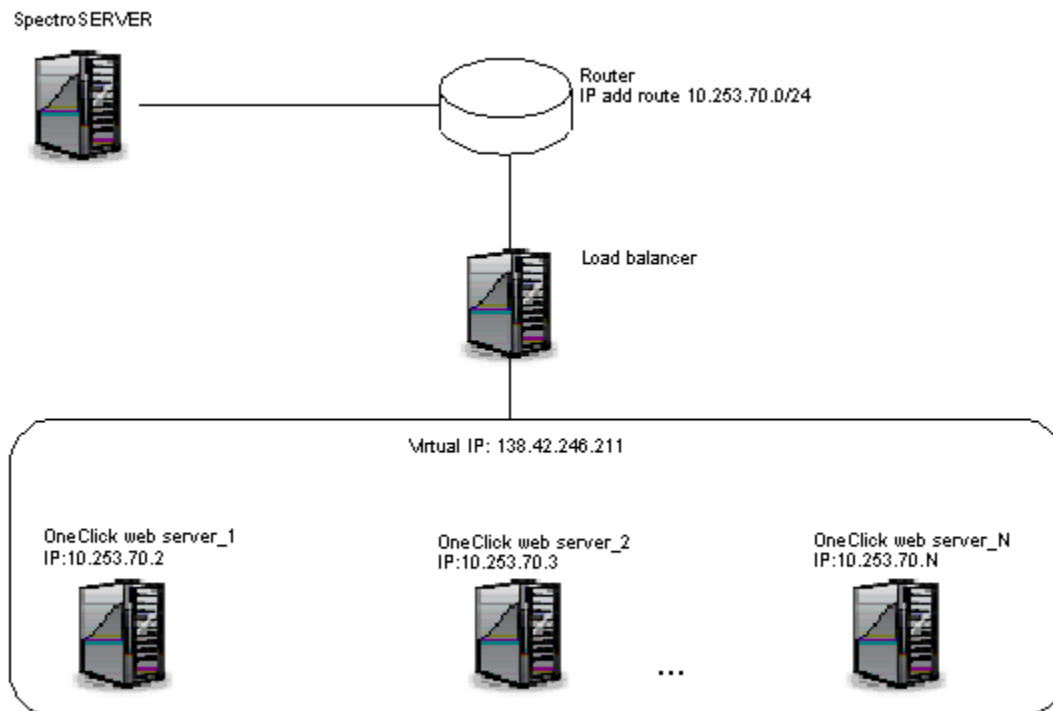 SpectroSERVER
Router
IP add route 10.253.70.0/24
Load balancer
Virtual IP: 138.42.246.211
OneClick web server_1
IP:10.253.70.2
OneClick web server_2
IP:10.253.70.3
OneClick web server_N
IP:10.253.70.N
...